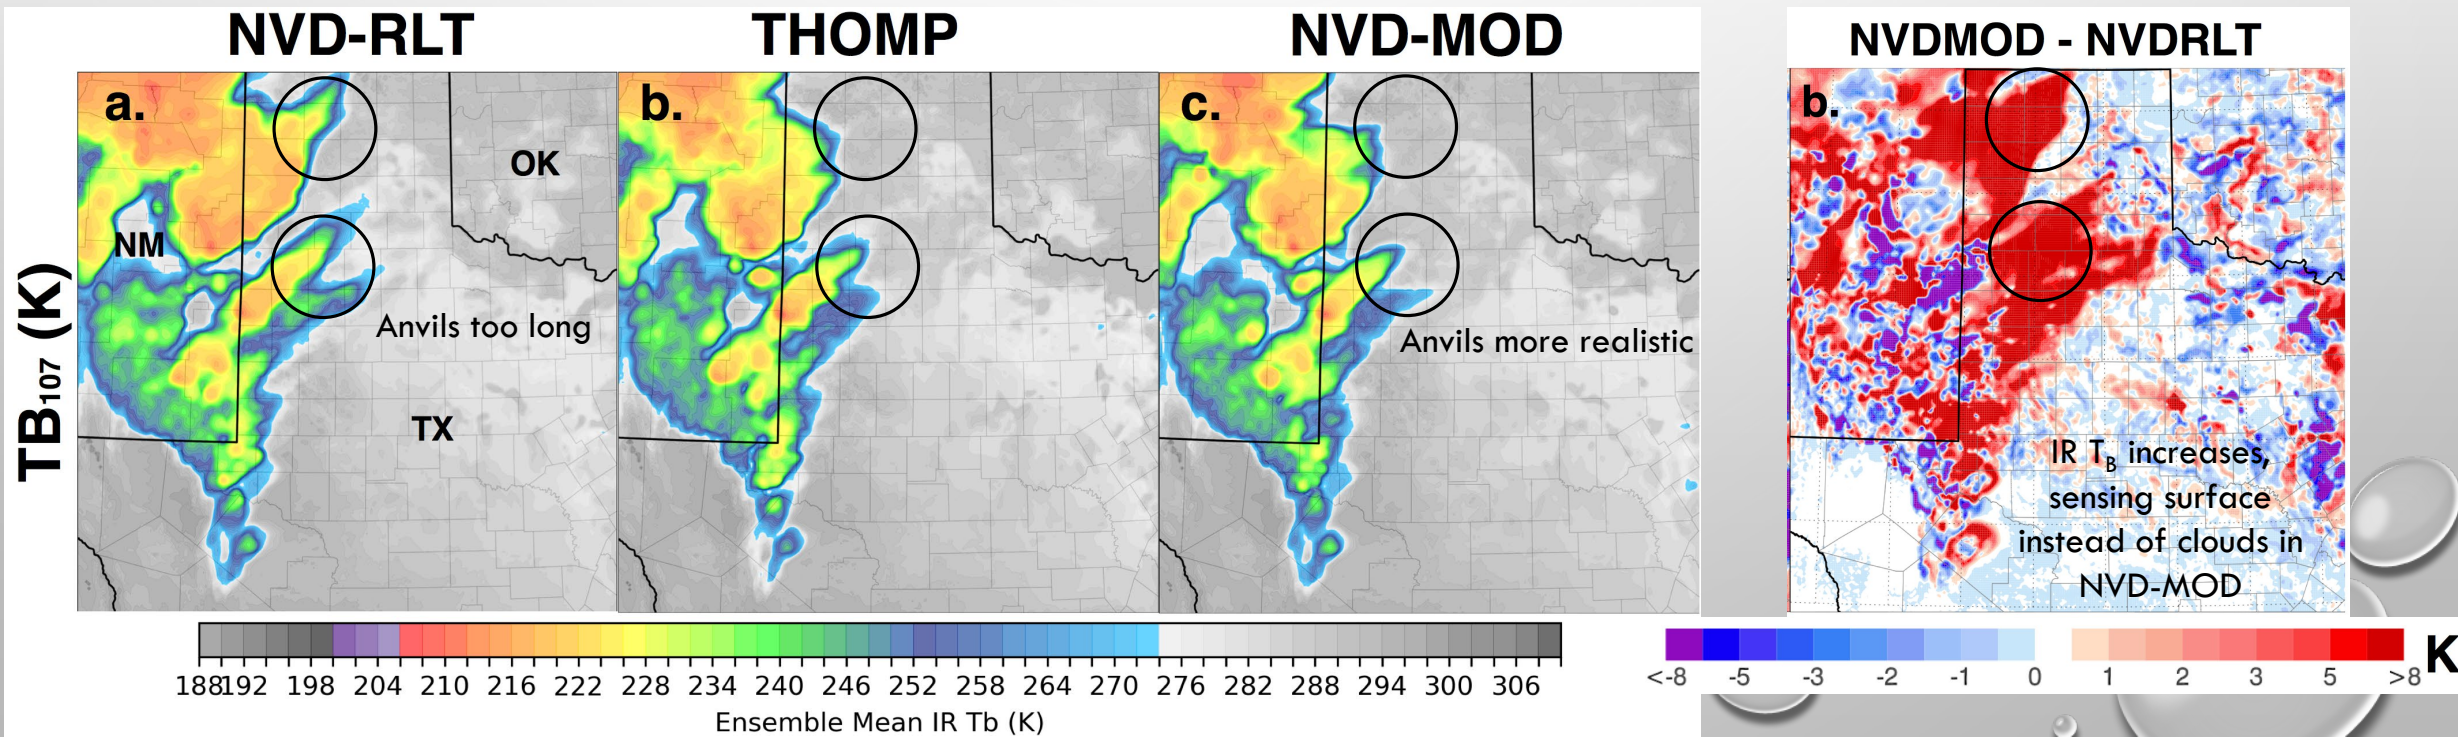 NVD-RLT
THOMP
NVD-MOD
NVDMOD - NVDRLT
a.
b.
c.
b.
OK
NM
TX
TB107 (K)
Anvils too long
Anvils more realistic
IR TB increases,
sensing surface
instead of clouds in
NVD-MOD
188 192 198 204 210 216 222 228 234 240 246 252 258 264 270 276 282 288 294 300 306
Ensemble Mean IR Tb (K)
<-8 -5 -3 -2 -1 0 1 2 3 5 >8 K